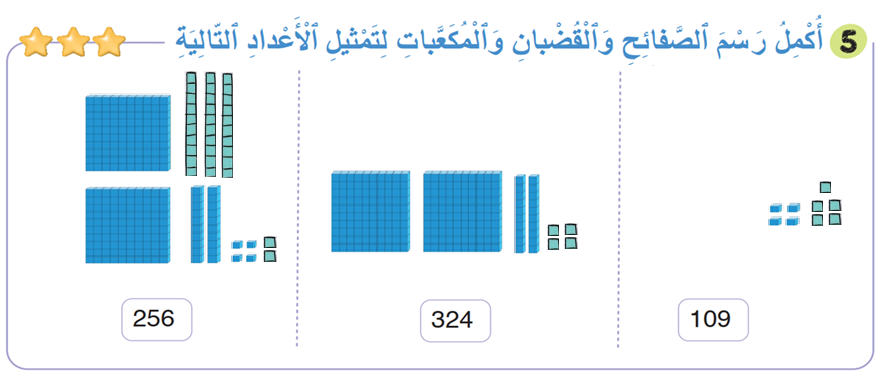 5 أُكْمِلُ رَسْمَ ٱلصَّفائِحِ وَٱلْقُضْبانِ وَٱلْمُكَعَّباتِ لِتَمْثيلِ ٱلْأَعْدادِ ٱلتّالِيَةِ
109
324
256